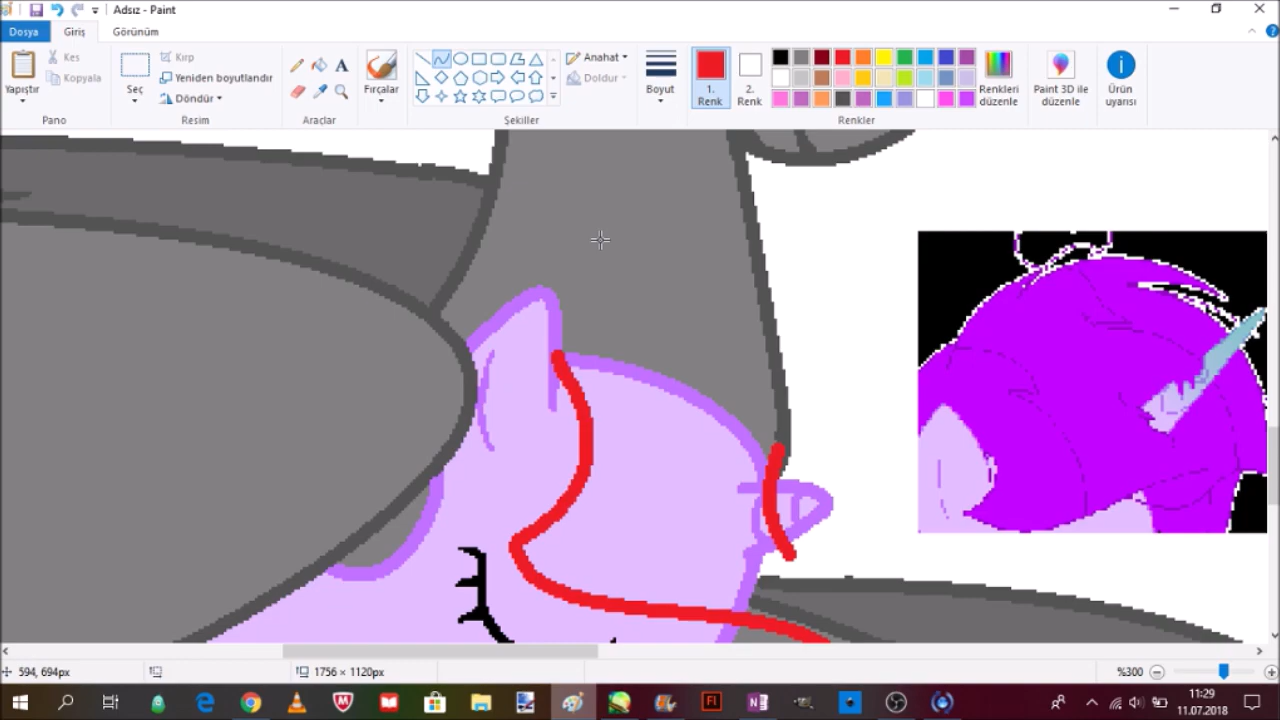 Adsız - Paint
Dosya Giriş Görünüm
Yapıştır
Kes
Kopyala
Pano
Seç
Kırp
Yeniden boyutlandır
Döndür
Resim
A
Araçlar
Fırçalar
Anahat
Doldur
Şekiller
Boyut
1.
Renk
2.
Renk
Renkleri
düzenle
Renkler
Paint 3D ile
düzenle
Ürün
uyarısı
594, 694px
1756 × 1120px
%300
11:29
11.07.2018